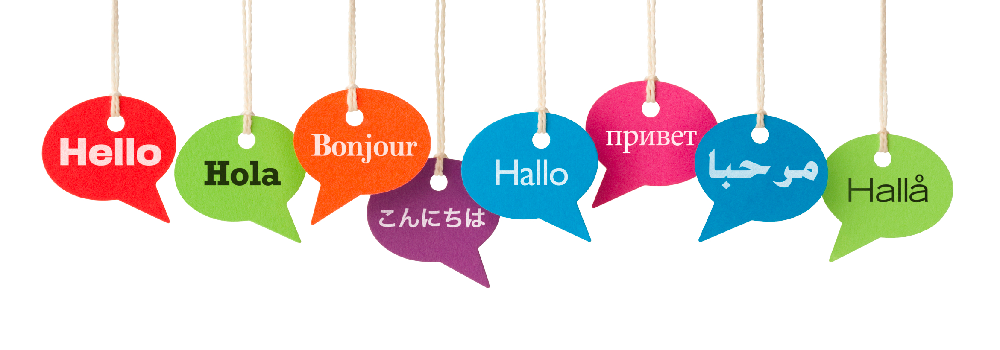 Hello
Hola
Bonjour
こんにちは
Hallo
привет
مرحبا
Hallå